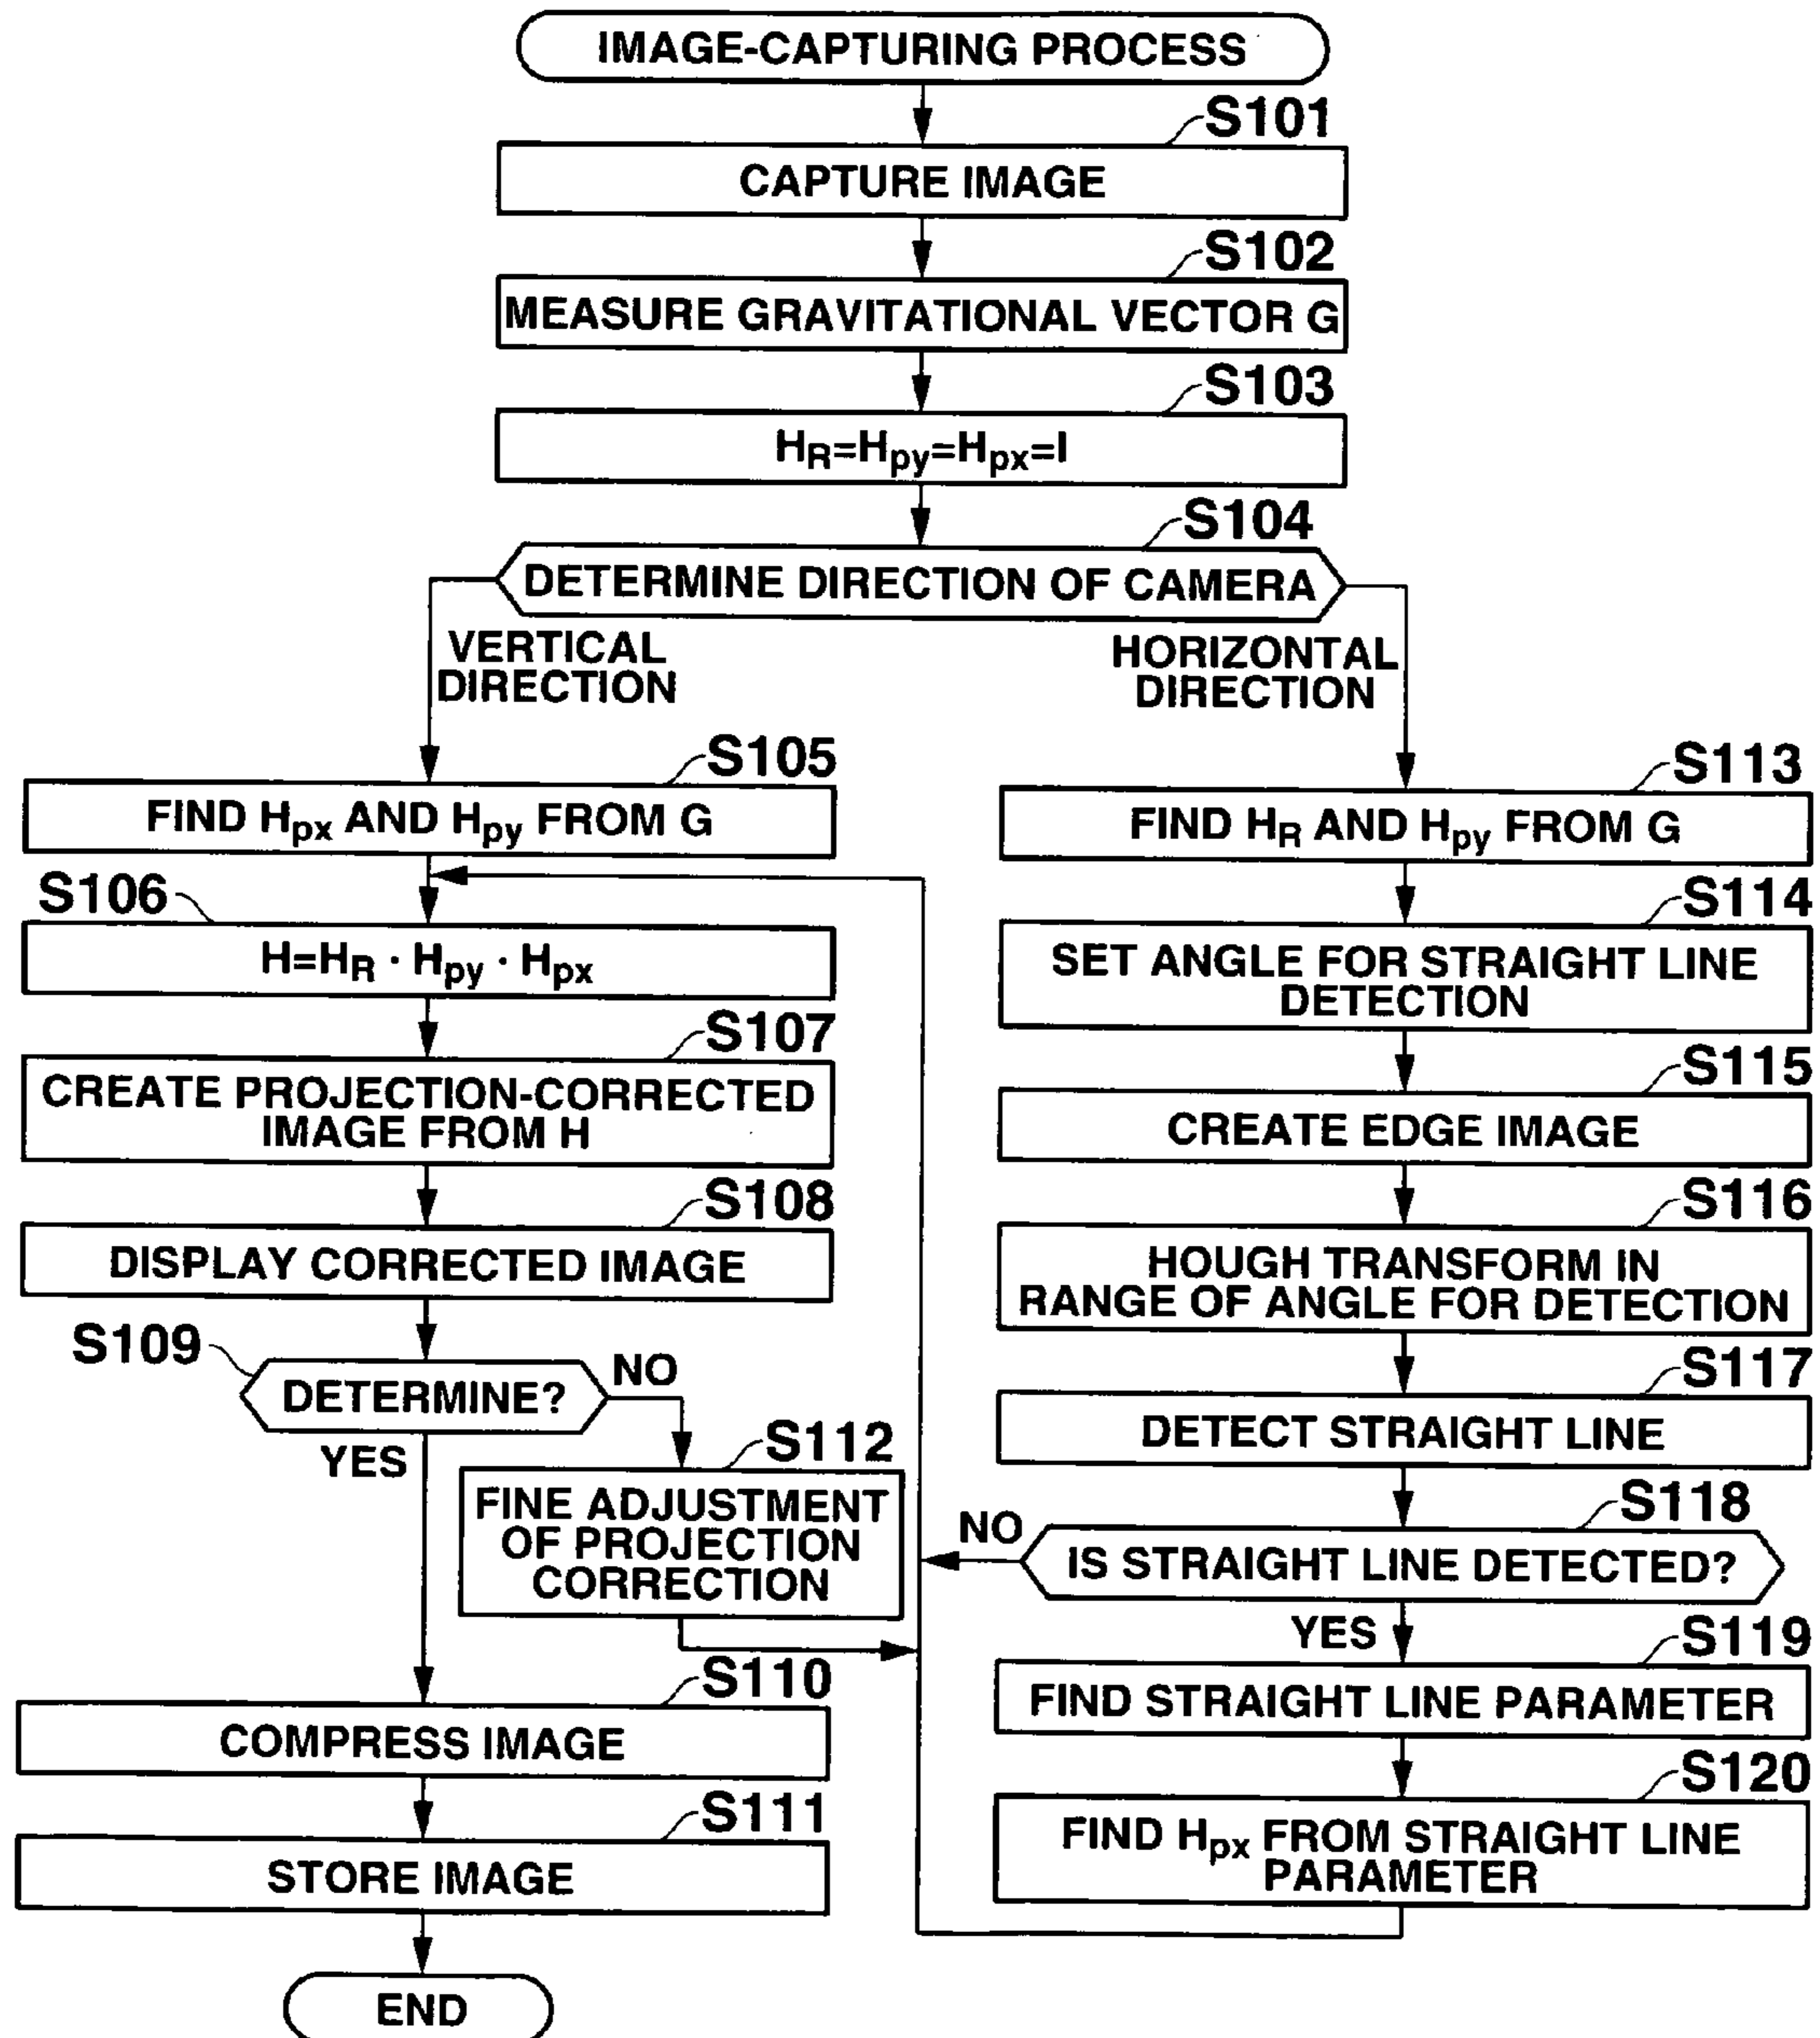 IMAGE-CAPTURING PROCESS
S101
CAPTURE IMAGE
S102
MEASURE GRAVITATIONAL VECTOR G
S103
HR=Hpy=Hpx=I
S104
DETERMINE DIRECTION OF CAMERA
VERTICAL
DIRECTION
HORIZONTAL
DIRECTION
S105
FIND Hpx AND Hpy FROM G
S106
H=HR · Hpy · Hpx
S107
CREATE PROJECTION-CORRECTED
IMAGE FROM H
S108
DISPLAY CORRECTED IMAGE
S109
DETERMINE?
NO
YES
S112
FINE ADJUSTMENT
OF PROJECTION
CORRECTION
S110
COMPRESS IMAGE
S111
STORE IMAGE
END
S113
FIND HR AND Hpy FROM G
S114
SET ANGLE FOR STRAIGHT LINE
DETECTION
S115
CREATE EDGE IMAGE
S116
HOUGH TRANSFORM IN
RANGE OF ANGLE FOR DETECTION
S117
DETECT STRAIGHT LINE
S118
NO
IS STRAIGHT LINE DETECTED?
YES
S119
FIND STRAIGHT LINE PARAMETER
S120
FIND Hpx FROM STRAIGHT LINE
PARAMETER